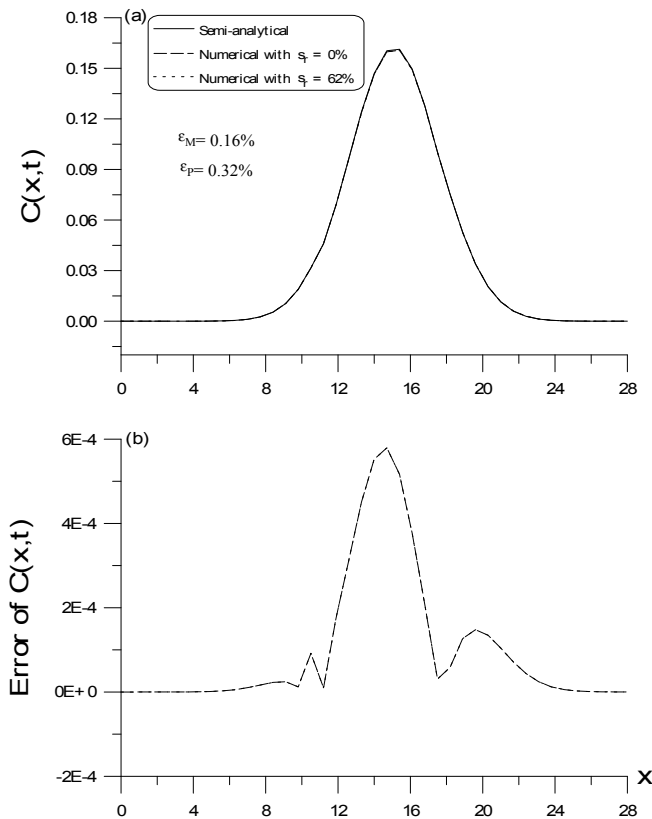 (a)
0.18
0.15
0.12
0.09
0.06
0.03
0.00
C(x,t)
Semi-analytical
Numerical with sᵣ = 0%
Numerical with sᵣ = 62%
εM= 0.16%
εP= 0.32%
0 4 8 12 16 20 24 28
(b)
6E-4
4E-4
2E-4
0E+0
-2E-4
Error of C(x,t)
0 4 8 12 16 20 24 28
x